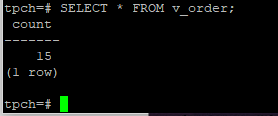 tpch=# SELECT * FROM v_order;
 count
-------
    15
(1 row)
tpch=#